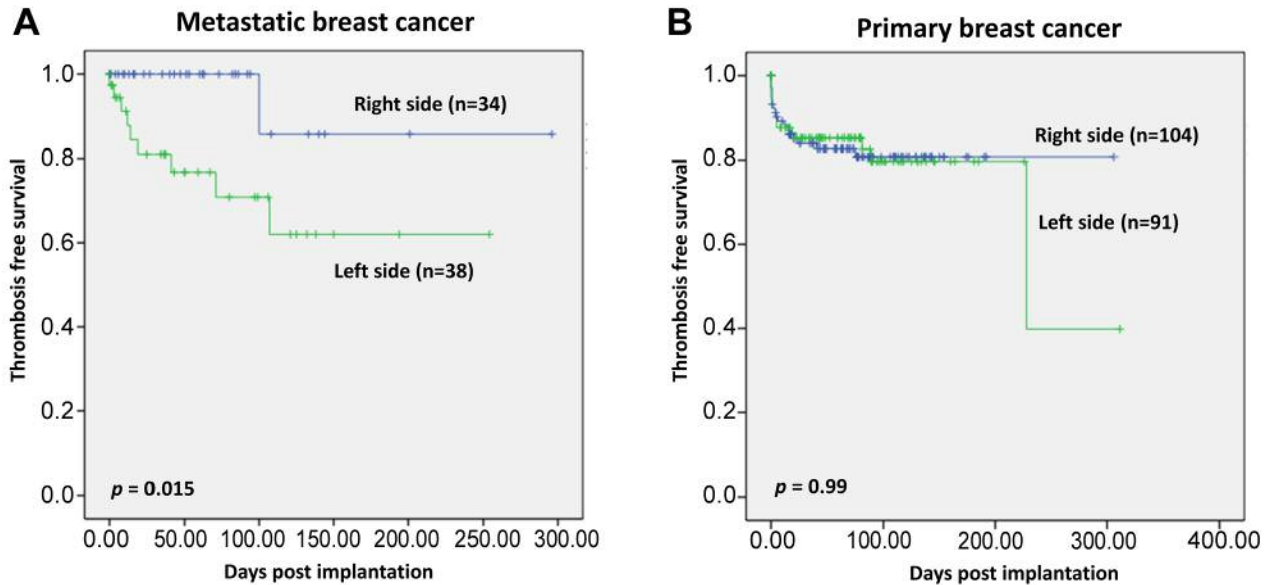 A
Metastatic breast cancer
Thrombosis free survival
1.0
0.8
0.6
0.4
0.2
0.0
Right side (n=34)
Left side (n=38)
p = 0.015
0.00 50.00 100.00 150.00 200.00 250.00 300.00
Days post implantation
B
Primary breast cancer
Thrombosis free survival
1.0
0.8
0.6
0.4
0.2
0.0
Right side (n=104)
Left side (n=91)
p = 0.99
0.00 100.00 200.00 300.00 400.00
Days post implantation